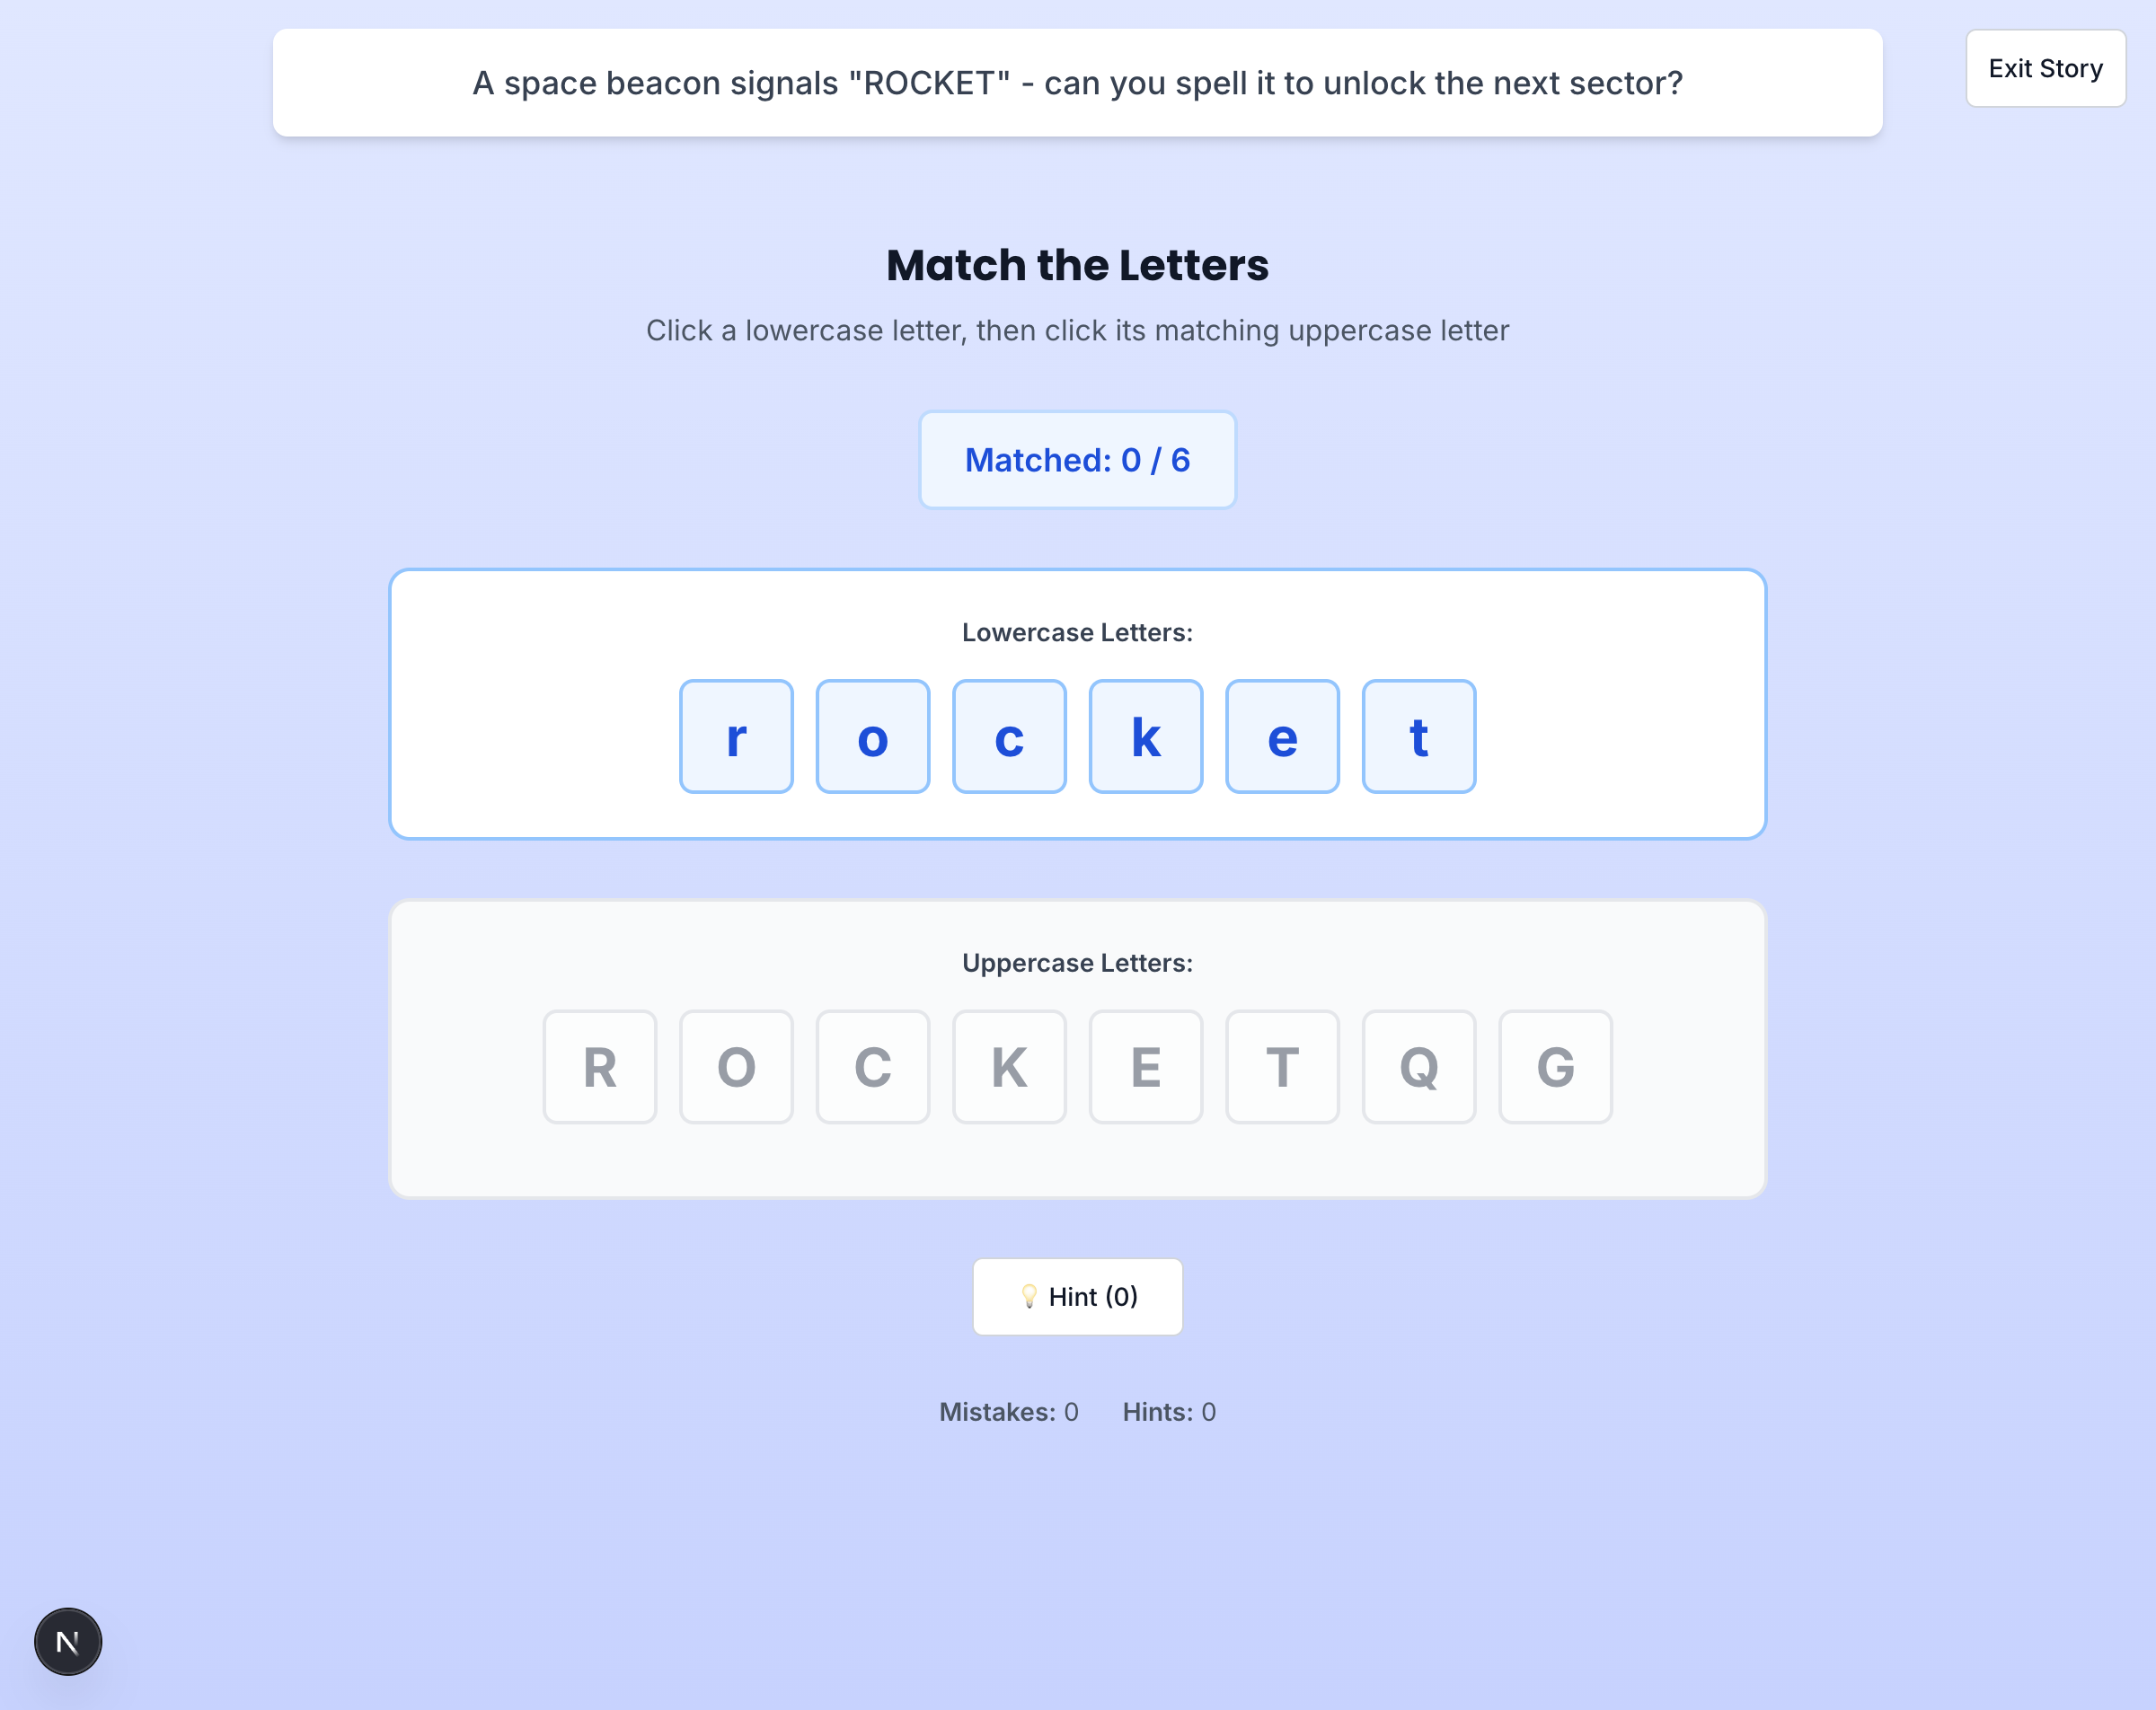 A space beacon signals "ROCKET" - can you spell it to unlock the next sector?
Exit Story
Match the Letters
Click a lowercase letter, then click its matching uppercase letter
Matched: 0 / 6
Lowercase Letters:
r o c k e t
Uppercase Letters:
R O C K E T Q G
💡 Hint (0)
Mistakes: 0 Hints: 0
N